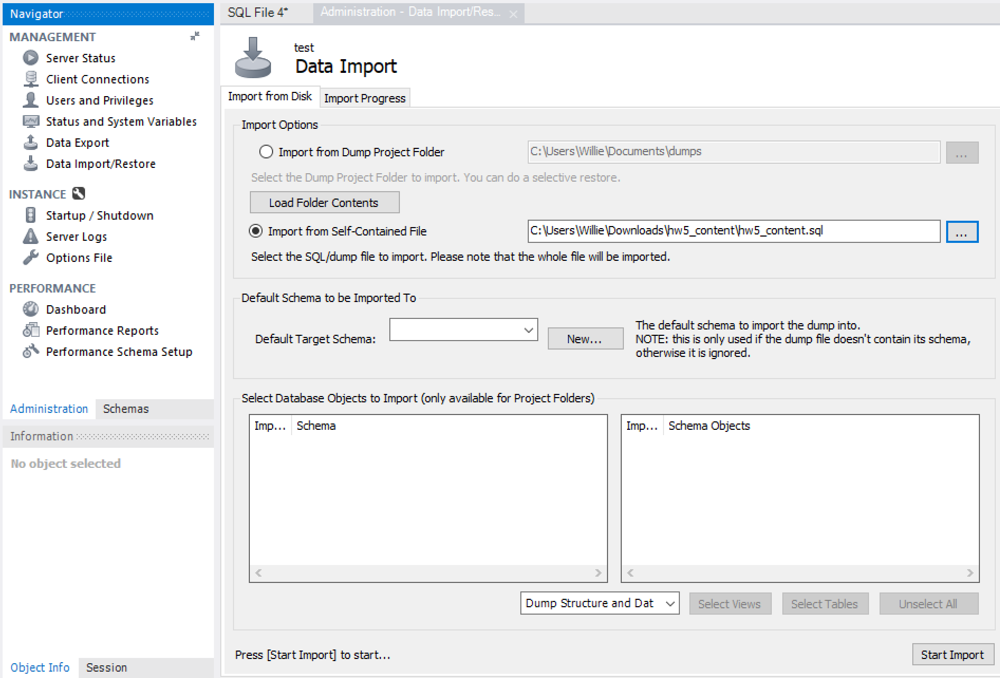 Navigator
MANAGEMENT
Server Status
Client Connections
Users and Privileges
Status and System Variables
Data Export
Data Import/Restore
INSTANCE
Startup / Shutdown
Server Logs
Options File
PERFORMANCE
Dashboard
Performance Reports
Performance Schema Setup
Administration
Schemas
Information
No object selected
Object Info
Session
SQL File 4*
Administration - Data Import/Res...
test
Data Import
Import from Disk
Import Progress
Import Options
Import from Dump Project Folder
C:\Users\Willie\Documents\dumps
...
Select the Dump Project Folder to import. You can do a selective restore.
Load Folder Contents
Import from Self-Contained File
C:\Users\Willie\Downloads\hw5_content\hw5_content.sql
...
Select the SQL/dump file to import. Please note that the whole file will be imported.
Default Schema to be Imported To
Default Target Schema:
New...
The default schema to import the dump into.
NOTE: this is only used if the dump file doesn't contain its schema,
otherwise it is ignored.
Select Database Objects to Import (only available for Project Folders)
Imp... Schema
Imp... Schema Objects
Dump Structure and Dat
Select Views
Select Tables
Unselect All
Press [Start Import] to start...
Start Import